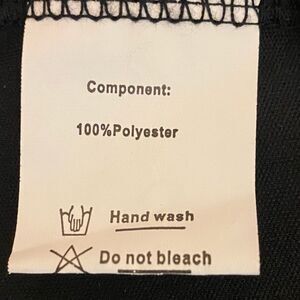 Component:
100%Polyester
Hand wash
Do not bleach